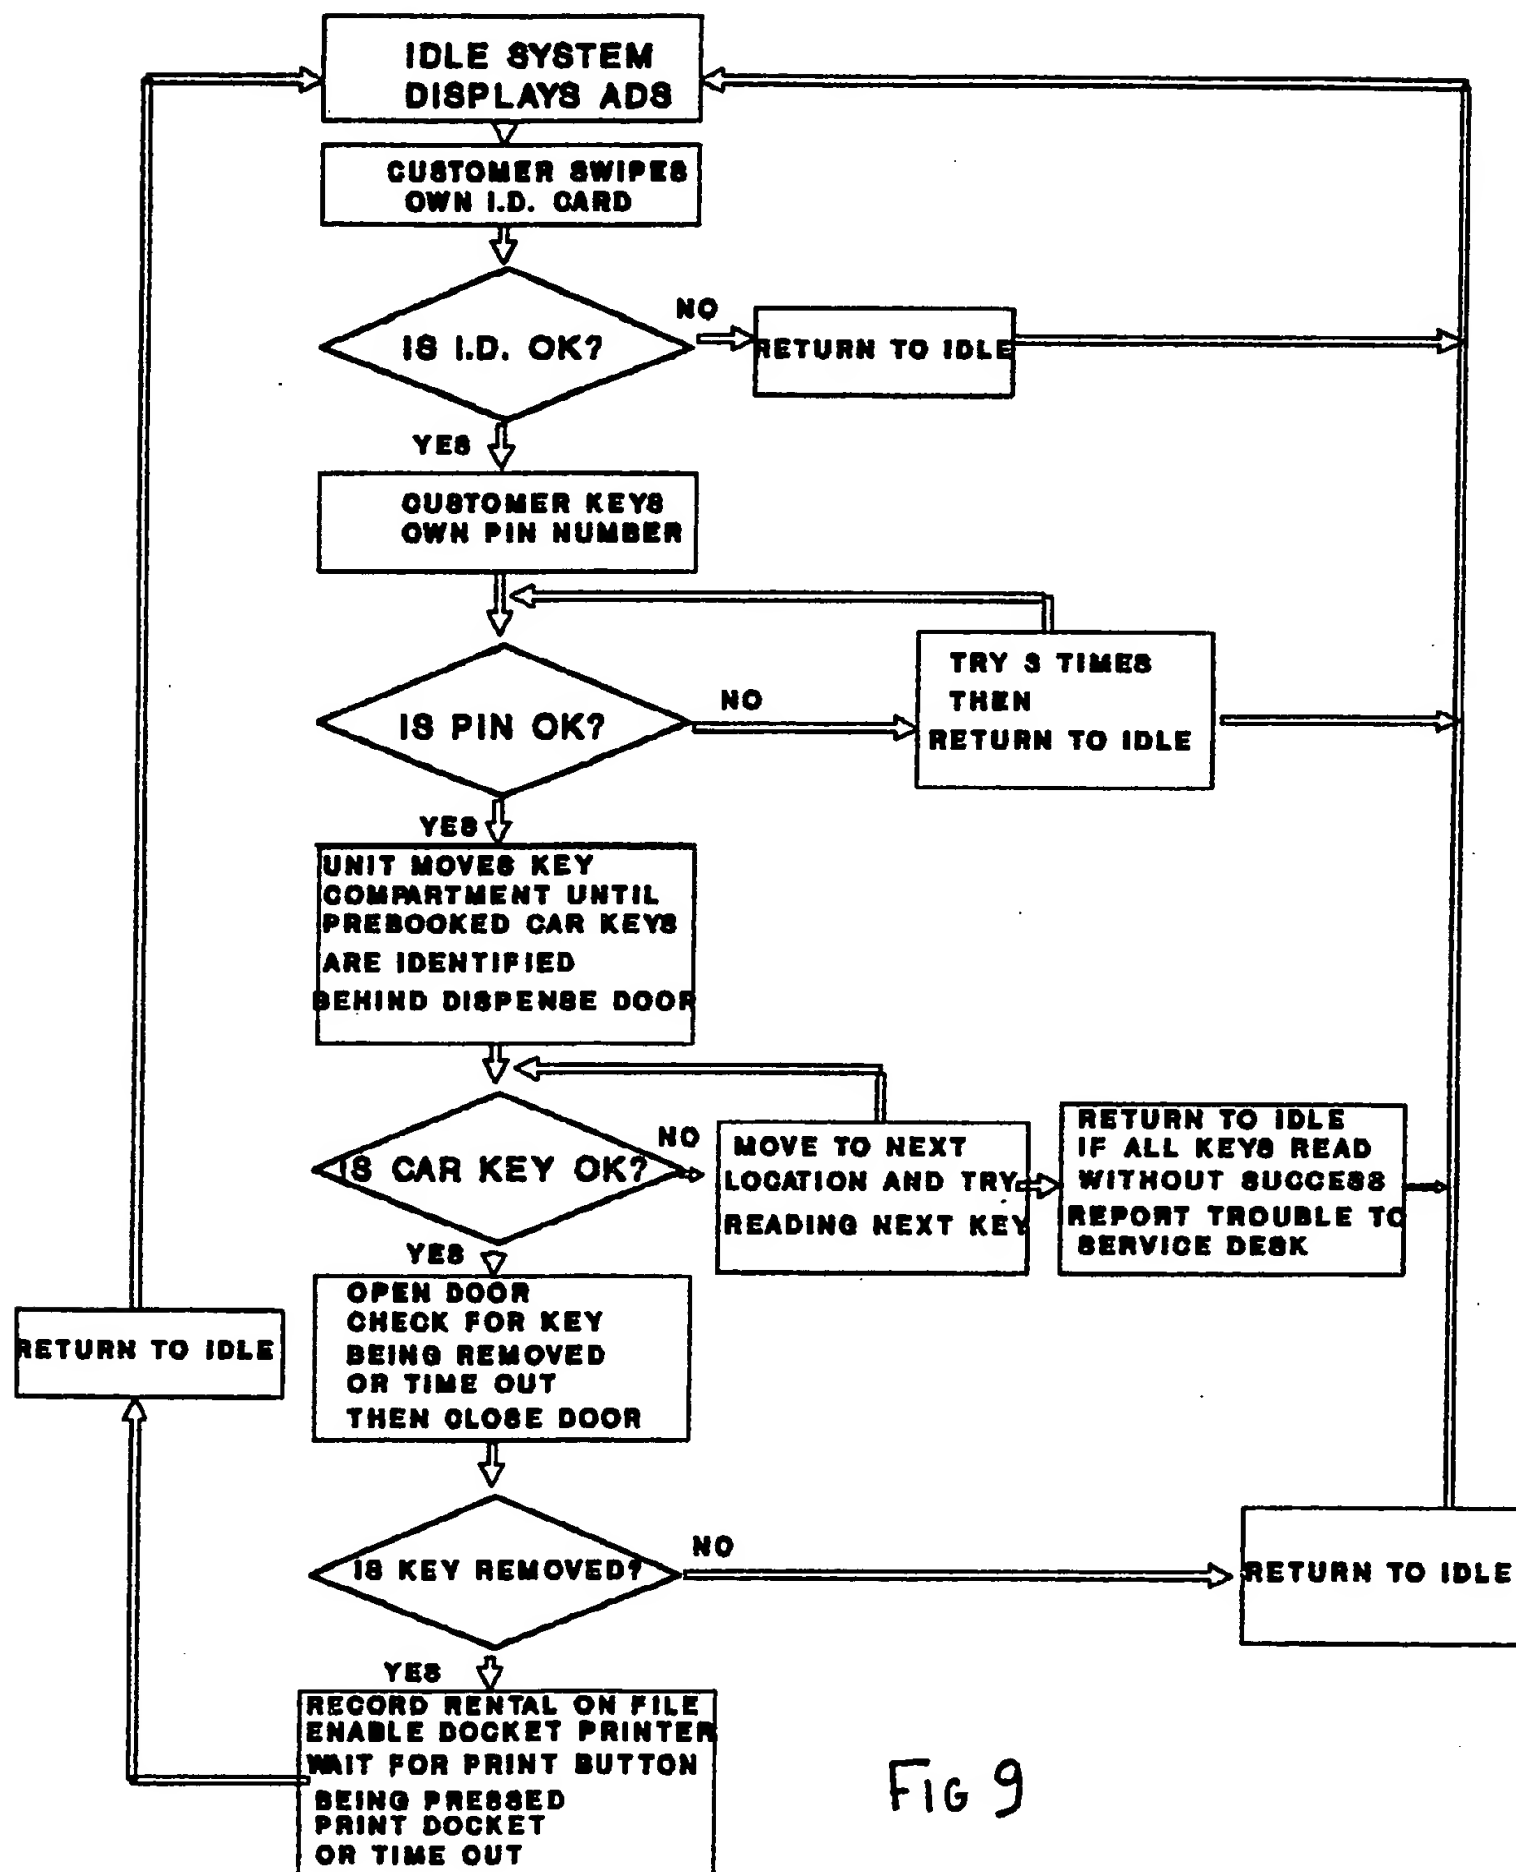 IDLE SYSTEM
DISPLAYS ADS
CUSTOMER SWIPES
OWN I.D. CARD
IS I.D. OK?
NO
RETURN TO IDLE
YES
CUSTOMER KEYS
OWN PIN NUMBER
IS PIN OK?
NO
TRY 3 TIMES
THEN
RETURN TO IDLE
YES
UNIT MOVES KEY
COMPARTMENT UNTIL
PREBOOKED CAR KEYS
ARE IDENTIFIED
BEHIND DISPENSE DOOR
IS CAR KEY OK?
NO
MOVE TO NEXT
LOCATION AND TRY
READING NEXT KEY
RETURN TO IDLE
IF ALL KEYS READ
WITHOUT SUCCESS
REPORT TROUBLE TO
SERVICE DESK
YES
OPEN DOOR
CHECK FOR KEY
BEING REMOVED
OR TIME OUT
THEN CLOSE DOOR
RETURN TO IDLE
IS KEY REMOVED?
NO
RETURN TO IDLE
YES
RECORD RENTAL ON FILE
ENABLE DOCKET PRINTER
WAIT FOR PRINT BUTTON
BEING PRESSED
PRINT DOCKET
OR TIME OUT
FIG 9